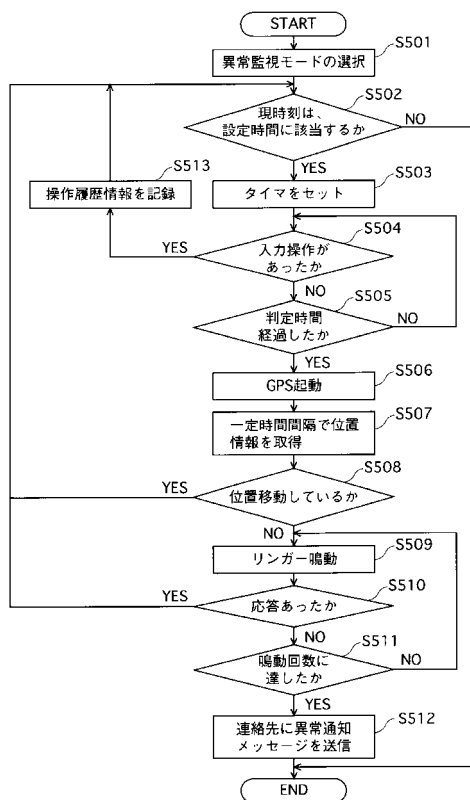 START
S501
異常監視モードの選択
S502
現時刻は、
設定時間に該当するか
NO
YES
S503
タイマをセット
S513
操作履歴情報を記録
S504
入力操作が
あったか
YES
NO
S505
判定時間
経過したか
NO
YES
S506
GPS起動
S507
一定時間間隔で位置
情報を取得
S508
位置移動しているか
YES
NO
S509
リンガー鳴動
S510
応答あったか
YES
NO
S511
鳴動回数に
達したか
NO
YES
S512
連絡先に異常通知
メッセージを送信
END